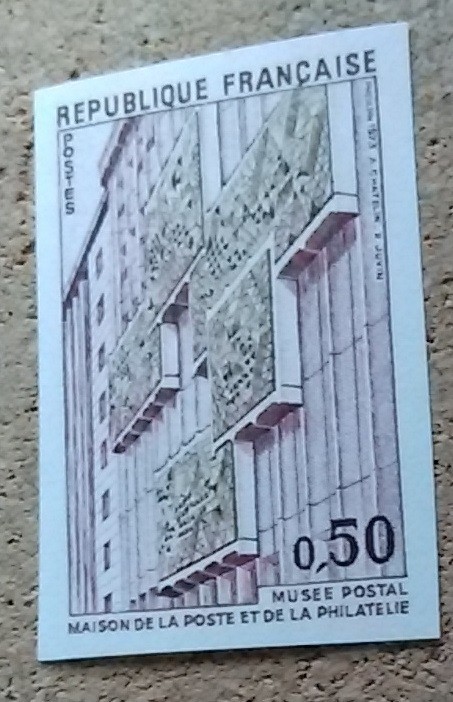 REPUBLIQUE FRANÇAISE
POSTES
0,50
MUSEE POSTAL
MAISON DE LA POSTE ET DE LA PHILATELIE